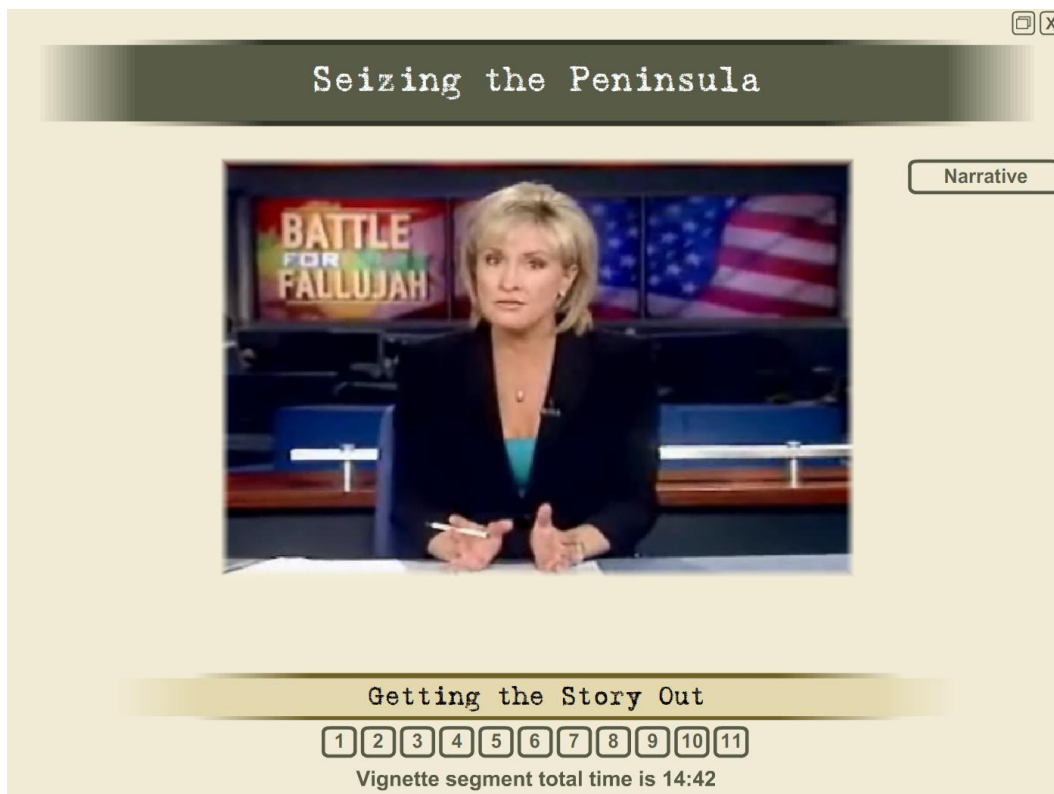 X
Seizing the Peninsula
Narrative
BATTLE
FOR
FALLUJAH
Getting the Story Out
1 2 3 4 5 6 7 8 9 10 11
Vignette segment total time is 14:42